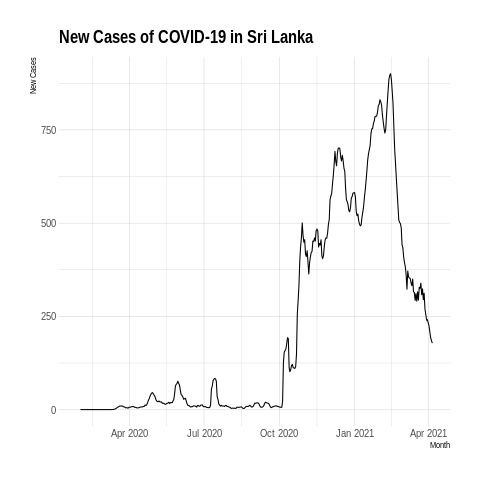 New Cases of COVID-19 in Sri Lanka
New Cases
750
500
250
0
Apr 2020 Jul 2020 Oct 2020 Jan 2021 Apr 2021
Month